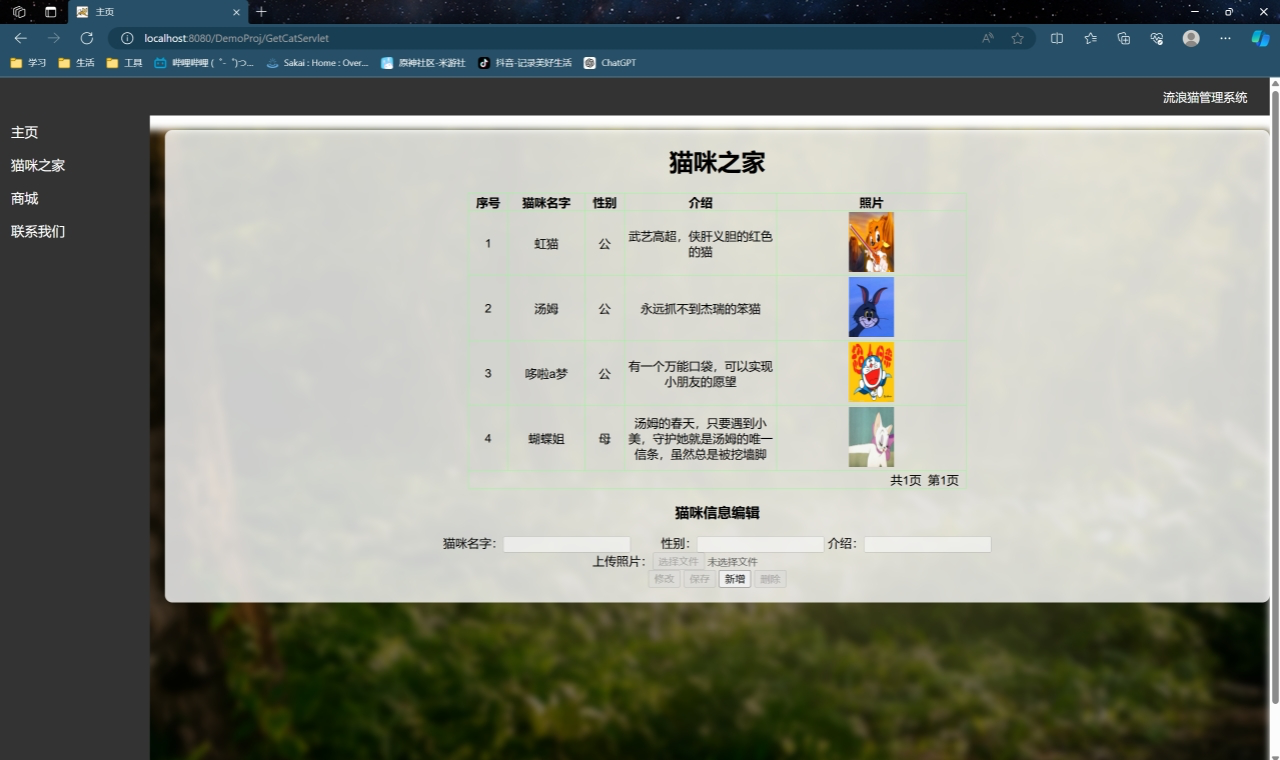 主页
localhost:8080/DemoProj/GetCatServlet
学习 生活 工具 哔哩哔哩 ( ゜- ゜)つ... Sakai : Home : Over... 原神社区-米游社 抖音-记录美好生活 ChatGPT
流浪猫管理系统
主页
猫咪之家
商城
联系我们
猫咪之家
序号 猫咪名字 性别 介绍 照片
1 虹猫 公 武艺高超，侠肝义胆的红色
的猫
2 汤姆 公 永远抓不到杰瑞的笨猫
3 哆啦a梦 公 有一个万能口袋，可以实现
小朋友的愿望
4 蝴蝶姐 母 汤姆的春天，只要遇到小
美，守护她就是汤姆的唯一
信条，虽然总是被挖墙脚
共1页 第1页
猫咪信息编辑
猫咪名字： 性别： 介绍：
上传照片： 选择文件 未选择文件
修改 保存 新增 删除